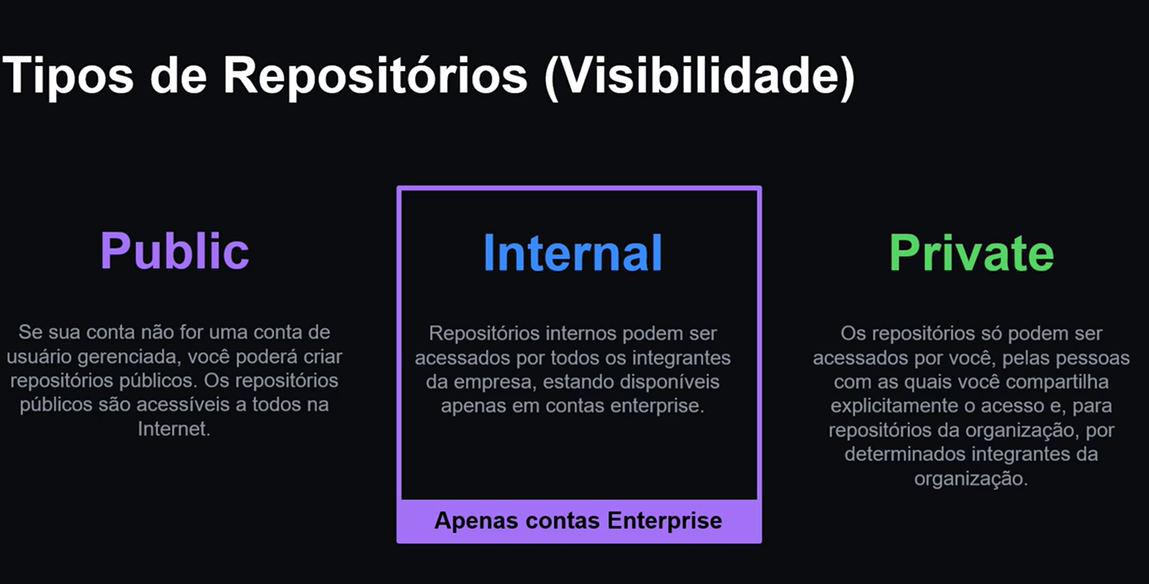 Tipos de Repositórios (Visibilidade)
Public
Se sua conta não for uma conta de
usuário gerenciada, você poderá criar
repositórios públicos. Os repositórios
públicos são acessíveis a todos na
Internet.
Internal
Repositórios internos podem ser
acessados por todos os integrantes
da empresa, estando disponíveis
apenas em contas enterprise.
Apenas contas Enterprise
Private
Os repositórios só podem ser
acessados por você, pelas pessoas
com as quais você compartilha
explicitamente o acesso e, para
repositórios da organização, por
determinados integrantes da
organização.